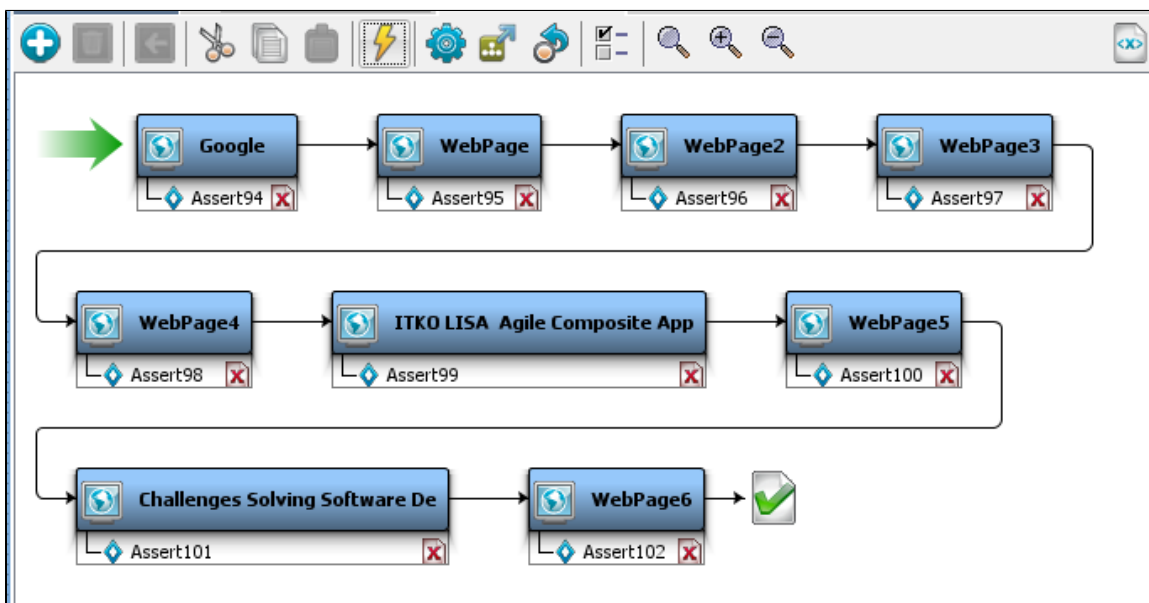 Google
WebPage
WebPage2
WebPage3
Assert94
Assert95
Assert96
Assert97
WebPage4
ITKO LISA Agile Composite App
WebPage5
Assert98
Assert99
Assert100
Challenges Solving Software De
WebPage6
Assert101
Assert102